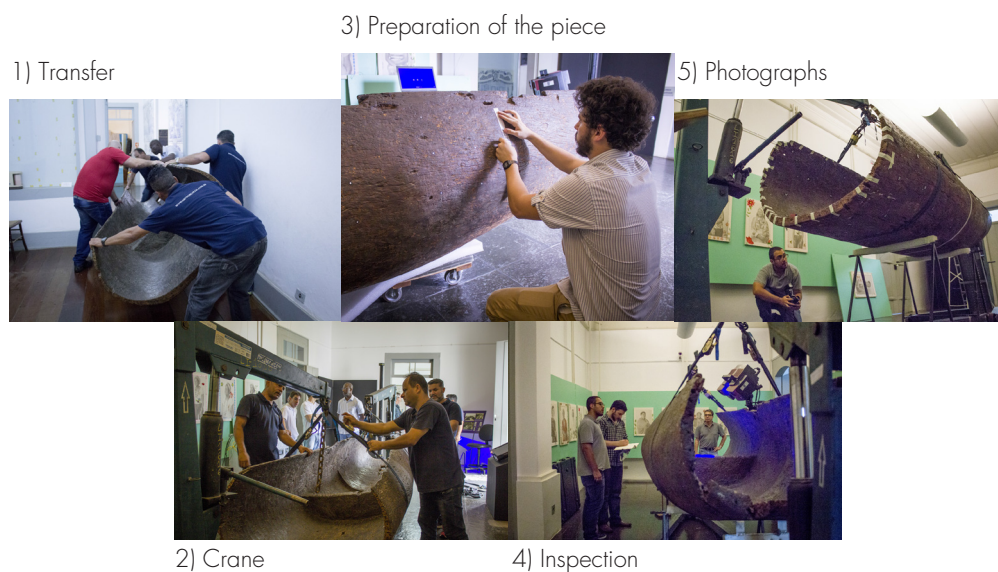 3) Preparation of the piece
1) Transfer
5) Photographs
2) Crane
4) Inspection